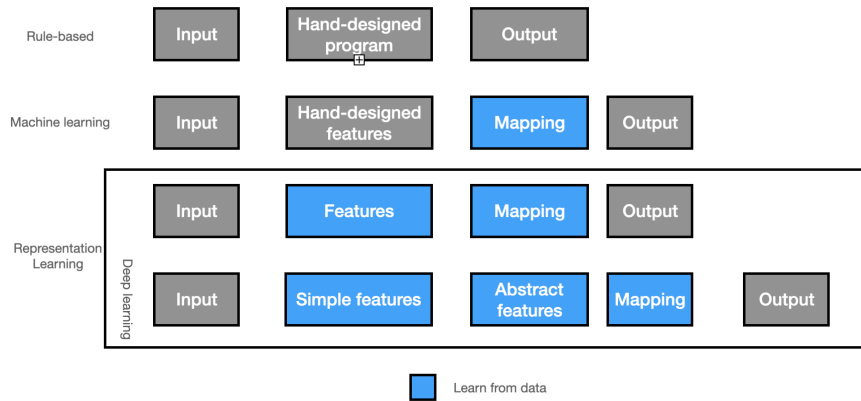 Rule-based
Input
Hand-designed
program
Output
Machine learning
Input
Hand-designed
features
Mapping
Output
Representation
Learning
Deep learning
Input
Features
Mapping
Output
Input
Simple features
Abstract
features
Mapping
Output
Learn from data